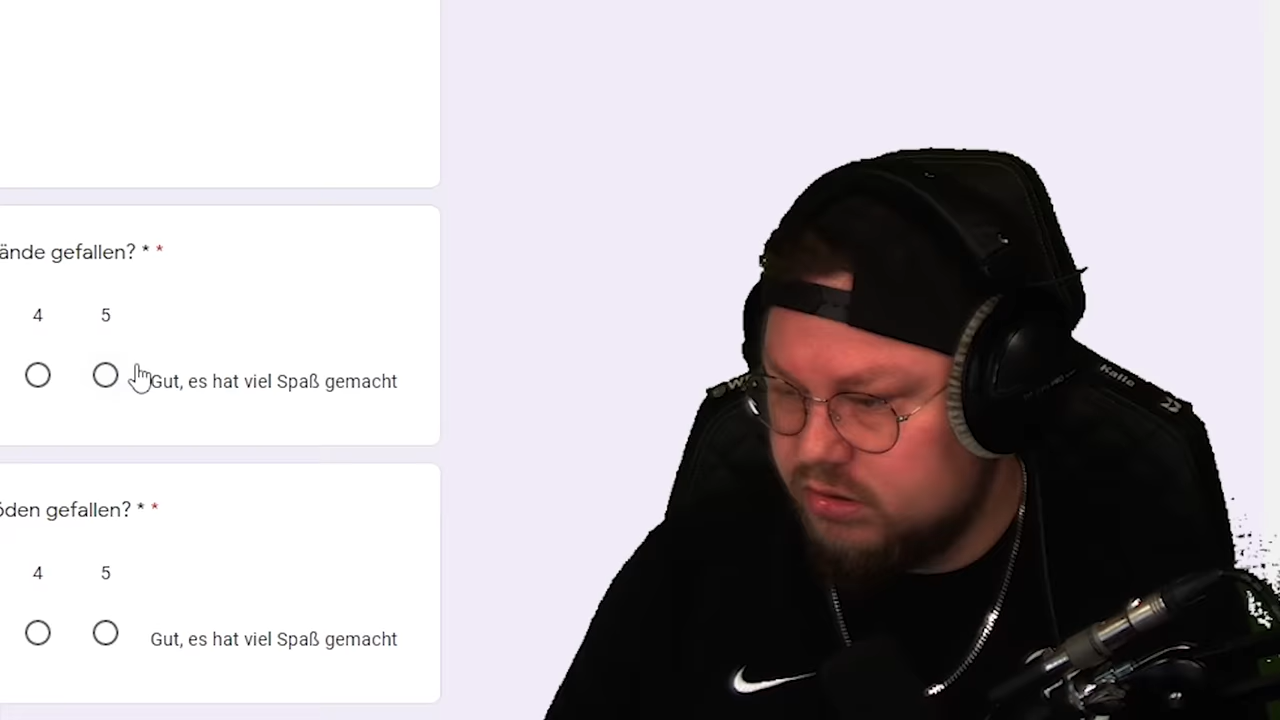 ände gefallen? * *
4 5
Gut, es hat viel Spaß gemacht
öden gefallen? * *
4 5
Gut, es hat viel Spaß gemacht
Kalle